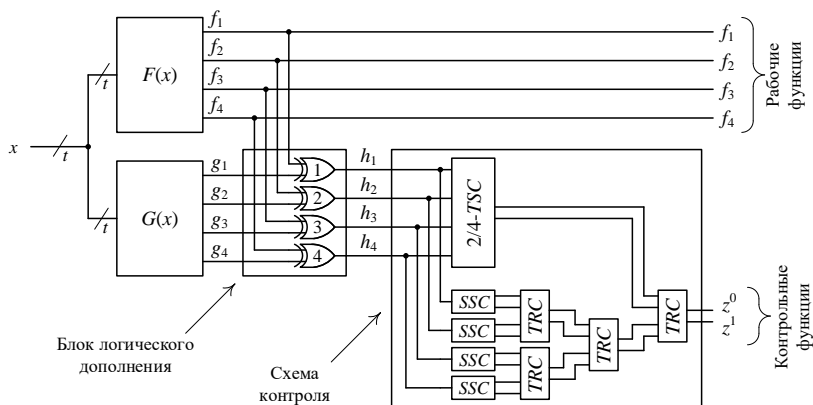 f₁
f₂
f₃
f₄
F(x)
x
t
t
t
G(x)
g₁
g₂
g₃
g₄
1
2
3
4
h₁
h₂
h₃
h₄
2/4-TSC
SSC
SSC
SSC
SSC
TRC
TRC
TRC
TRC
f₁
f₂
f₃
f₄
Рабочие
функции
z⁰
z¹
Контрольные
функции
Блок логического
дополнения
Схема
контроля